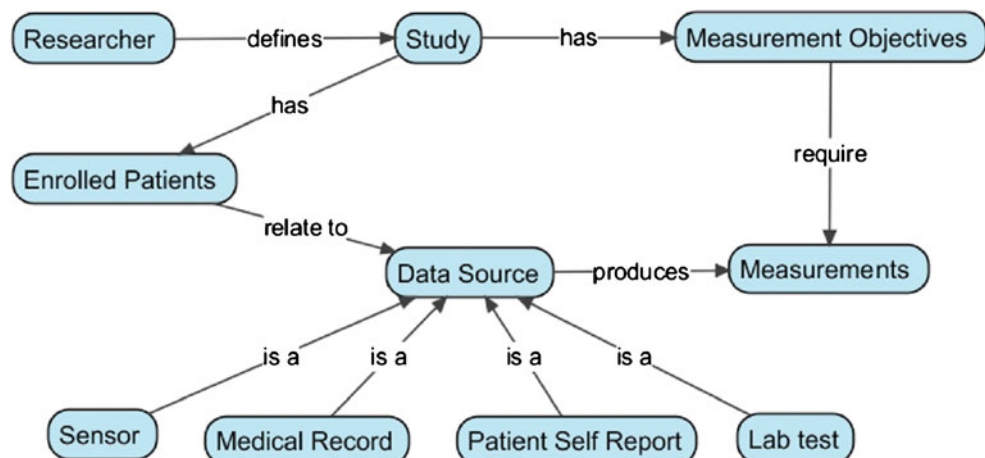 Researcher
defines
Study
has
Measurement Objectives
has
require
Enrolled Patients
relate to
Data Source
produces
Measurements
is a
is a
is a
is a
Sensor
Medical Record
Patient Self Report
Lab test